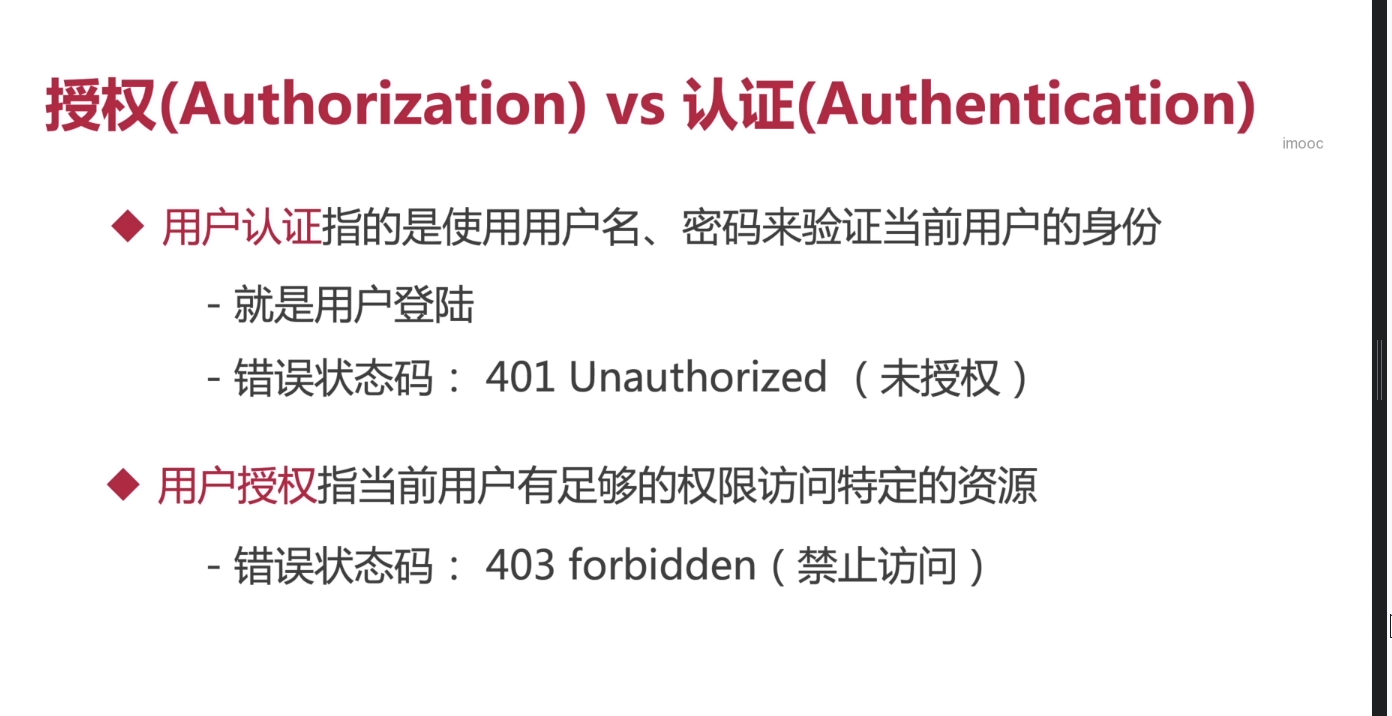 授权(Authorization) vs 认证(Authentication)
imooc
◆ 用户认证指的是使用用户名、密码来验证当前用户的身份
- 就是用户登陆
- 错误状态码： 401 Unauthorized （未授权）
◆ 用户授权指当前用户有足够的权限访问特定的资源
- 错误状态码： 403 forbidden（禁止访问）